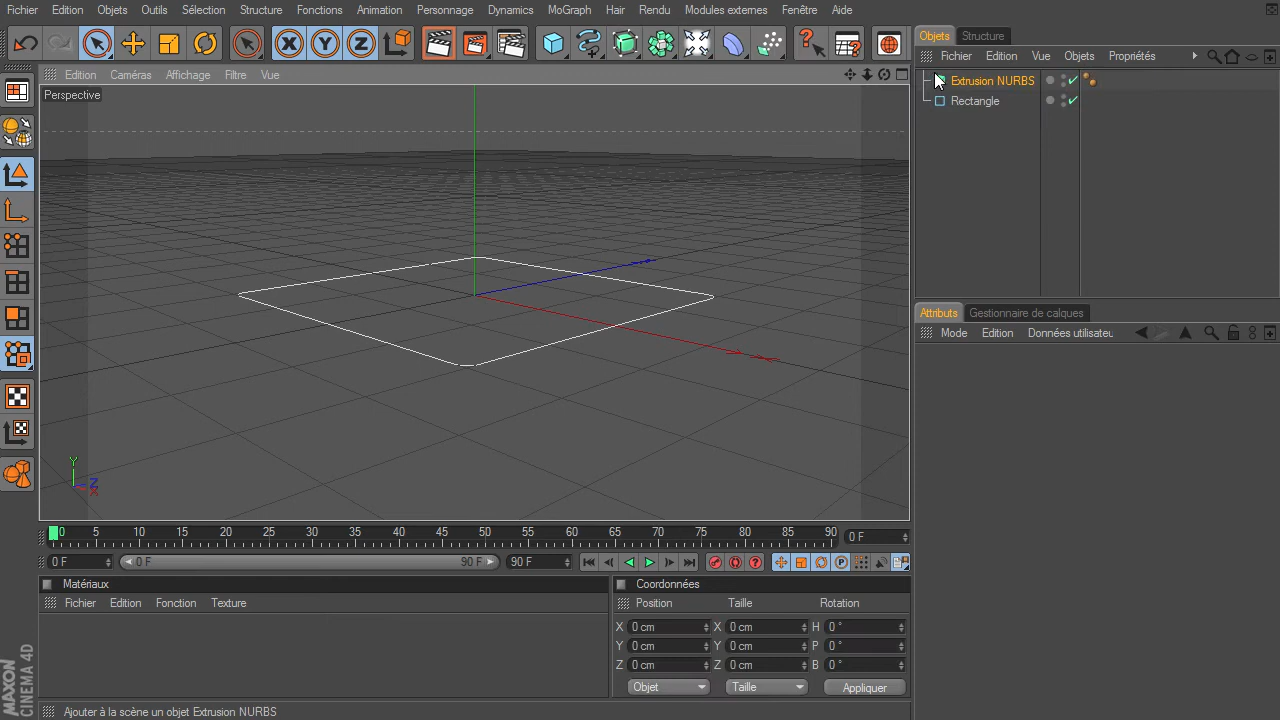 Fichier Edition Objets Outils Sélection Structure Fonctions Animation Personnage Dynamics MoGraph Hair Rendu Modules externes Fenêtre Aide
X Y Z
Objets Structure
Fichier Edition Vue Objets Propriétés
Extrusion NURBS
Rectangle
Edition Caméras Affichage Filtre Vue
Perspective
Y
Z
X
Attributs Gestionnaire de calques
Mode Edition Données utilisateu
0 5 10 15 20 25 30 35 40 45 50 55 60 65 70 75 80 85 90
0 F
0 F 0 F 90 F 90 F
P
Matériaux
Fichier Edition Fonction Texture
Coordonnées
Position Taille Rotation
X 0 cm X 0 cm H 0 °
Y 0 cm Y 0 cm P 0 °
Z 0 cm Z 0 cm B 0 °
Objet Taille Appliquer
MAXON
CINEMA 4D
Ajouter à la scène un objet Extrusion NURBS